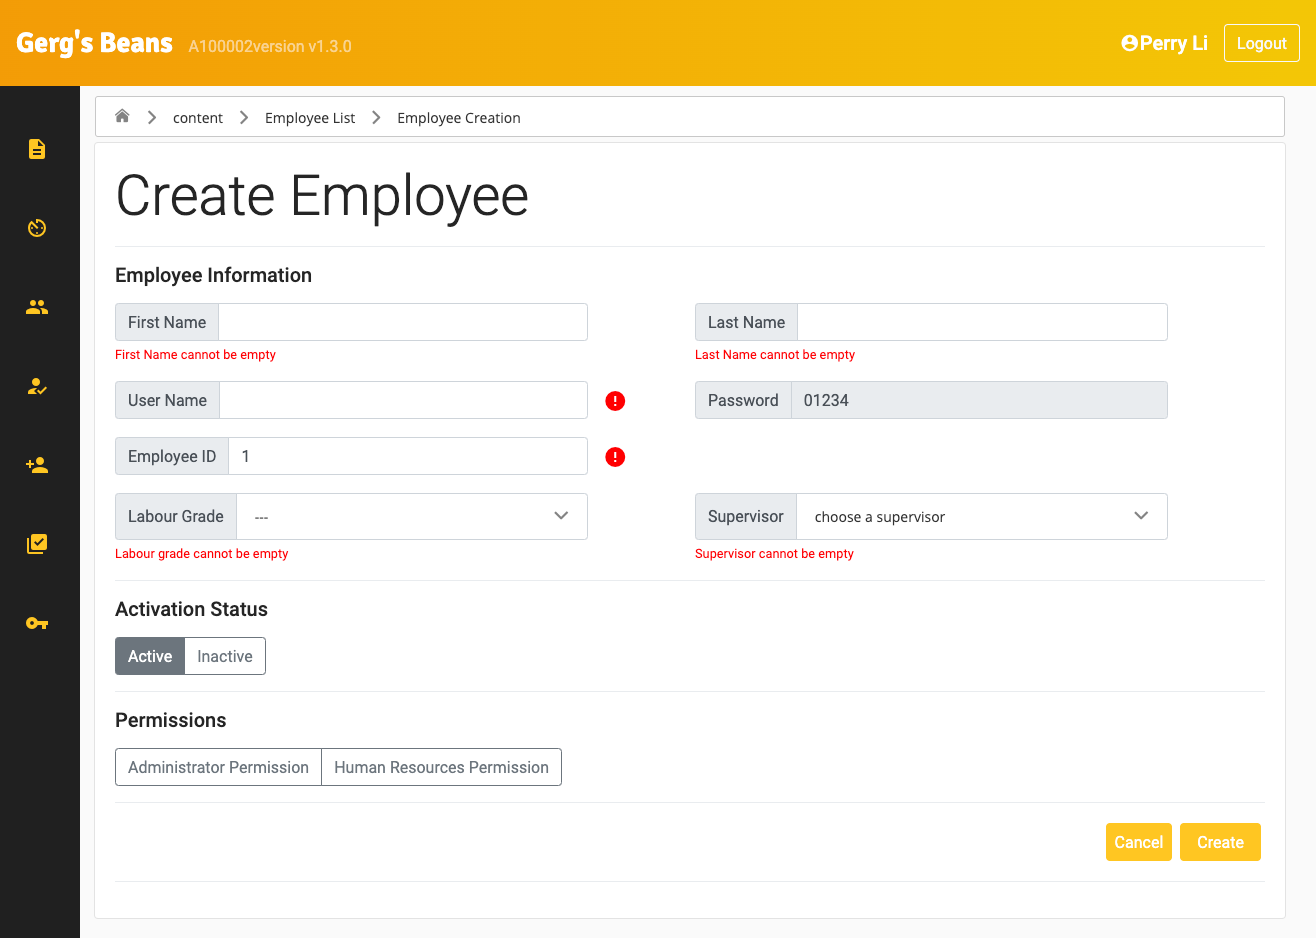 Gerg's Beans A100002version v1.3.0 Perry Li Logout
content Employee List Employee Creation
Create Employee
Employee Information
First Name Last Name
First Name cannot be empty Last Name cannot be empty
User Name ! Password 01234
Employee ID 1 !
Labour Grade --- Supervisor choose a supervisor
Labour grade cannot be empty Supervisor cannot be empty
Activation Status
Active Inactive
Permissions
Administrator Permission Human Resources Permission
Cancel Create